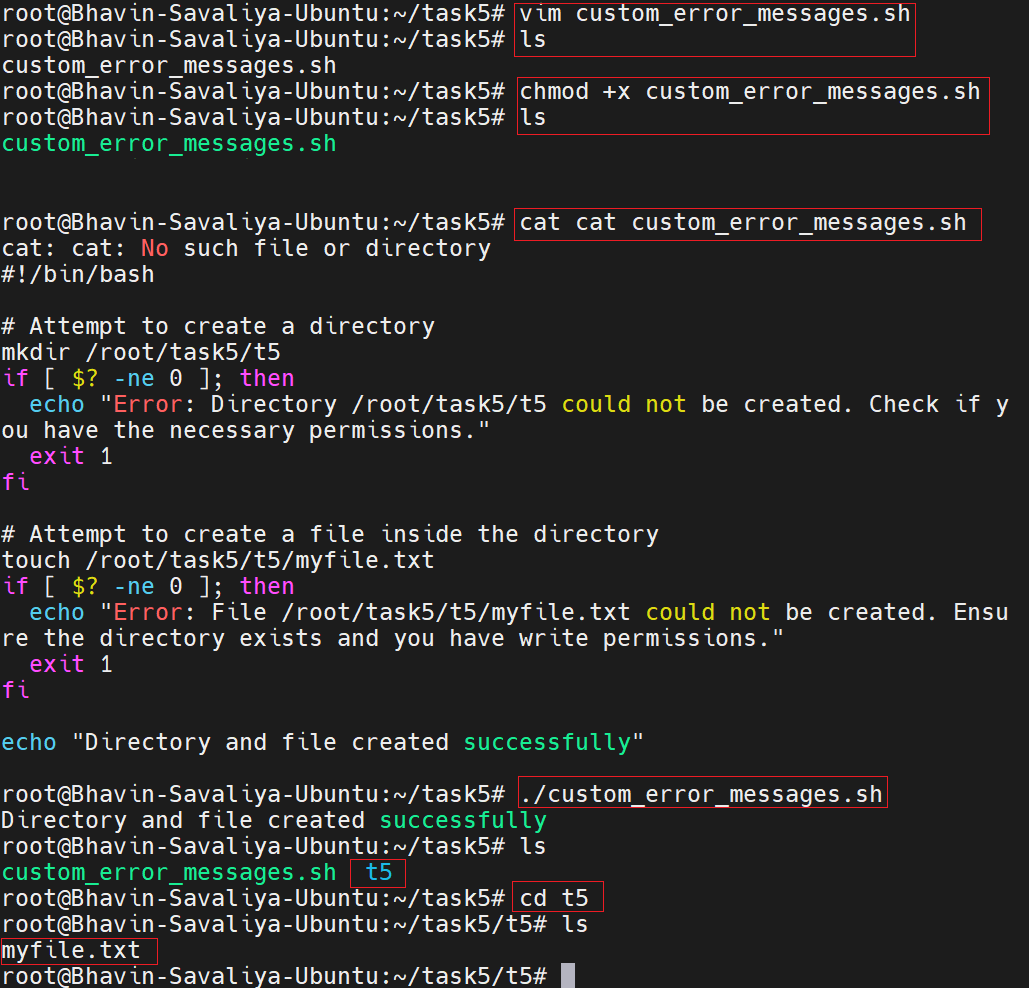 root@Bhavin-Savaliya-Ubuntu:~/task5# vim custom_error_messages.sh
root@Bhavin-Savaliya-Ubuntu:~/task5# ls
custom_error_messages.sh
root@Bhavin-Savaliya-Ubuntu:~/task5# chmod +x custom_error_messages.sh
root@Bhavin-Savaliya-Ubuntu:~/task5# ls
custom_error_messages.sh
root@Bhavin-Savaliya-Ubuntu:~/task5# cat cat custom_error_messages.sh
cat: cat: No such file or directory
#!/bin/bash
# Attempt to create a directory
mkdir /root/task5/t5
if [ $? -ne 0 ]; then
  echo "Error: Directory /root/task5/t5 could not be created. Check if y
ou have the necessary permissions."
  exit 1
fi
# Attempt to create a file inside the directory
touch /root/task5/t5/myfile.txt
if [ $? -ne 0 ]; then
  echo "Error: File /root/task5/t5/myfile.txt could not be created. Ensu
re the directory exists and you have write permissions."
  exit 1
fi
echo "Directory and file created successfully"
root@Bhavin-Savaliya-Ubuntu:~/task5# ./custom_error_messages.sh
Directory and file created successfully
root@Bhavin-Savaliya-Ubuntu:~/task5# ls
custom_error_messages.sh  t5
root@Bhavin-Savaliya-Ubuntu:~/task5# cd t5
root@Bhavin-Savaliya-Ubuntu:~/task5/t5# ls
myfile.txt
root@Bhavin-Savaliya-Ubuntu:~/task5/t5#